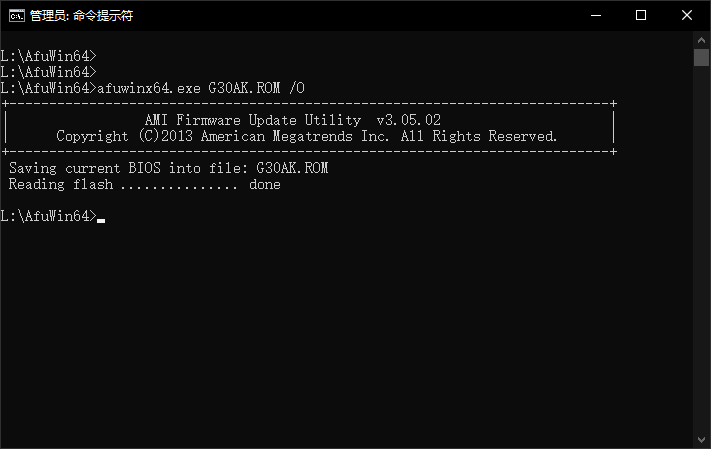 管理员: 命令提示符
L:\AfuWin64>
L:\AfuWin64>
L:\AfuWin64>afuwinx64.exe G30AK.ROM /O
AMI Firmware Update Utility  v3.05.02
Copyright (C)2013 American Megatrends Inc. All Rights Reserved.
Saving current BIOS into file: G30AK.ROM
Reading flash ............... done
L:\AfuWin64>